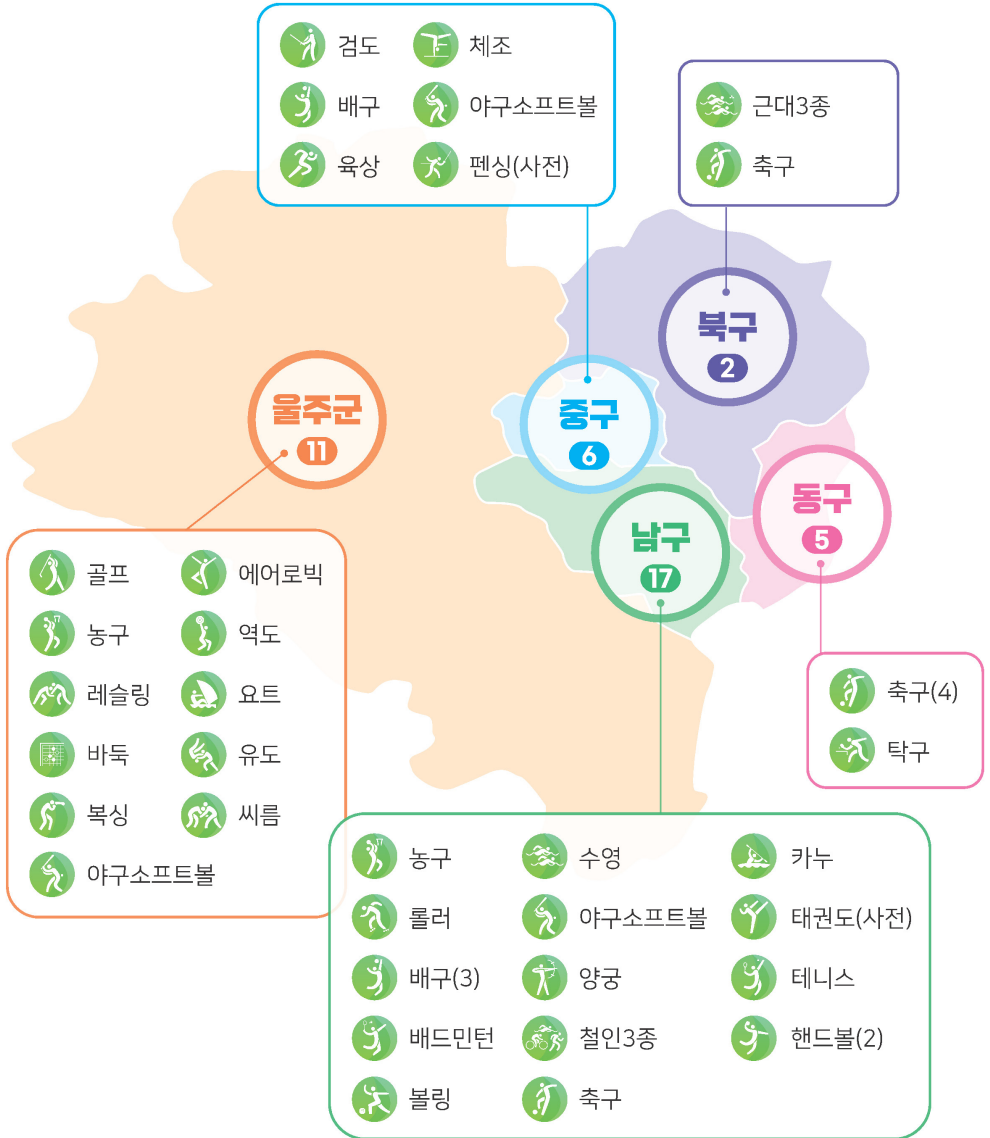 검도
체조
배구
야구소프트볼
육상
펜싱(사전)
근대3종
축구
북구
2
울주군
11
중구
6
동구
5
남구
17
골프
에어로빅
농구
역도
레슬링
요트
바둑
유도
복싱
씨름
야구소프트볼
축구(4)
탁구
농구
수영
카누
롤러
야구소프트볼
태권도(사전)
배구(3)
양궁
테니스
배드민턴
철인3종
핸드볼(2)
볼링
축구